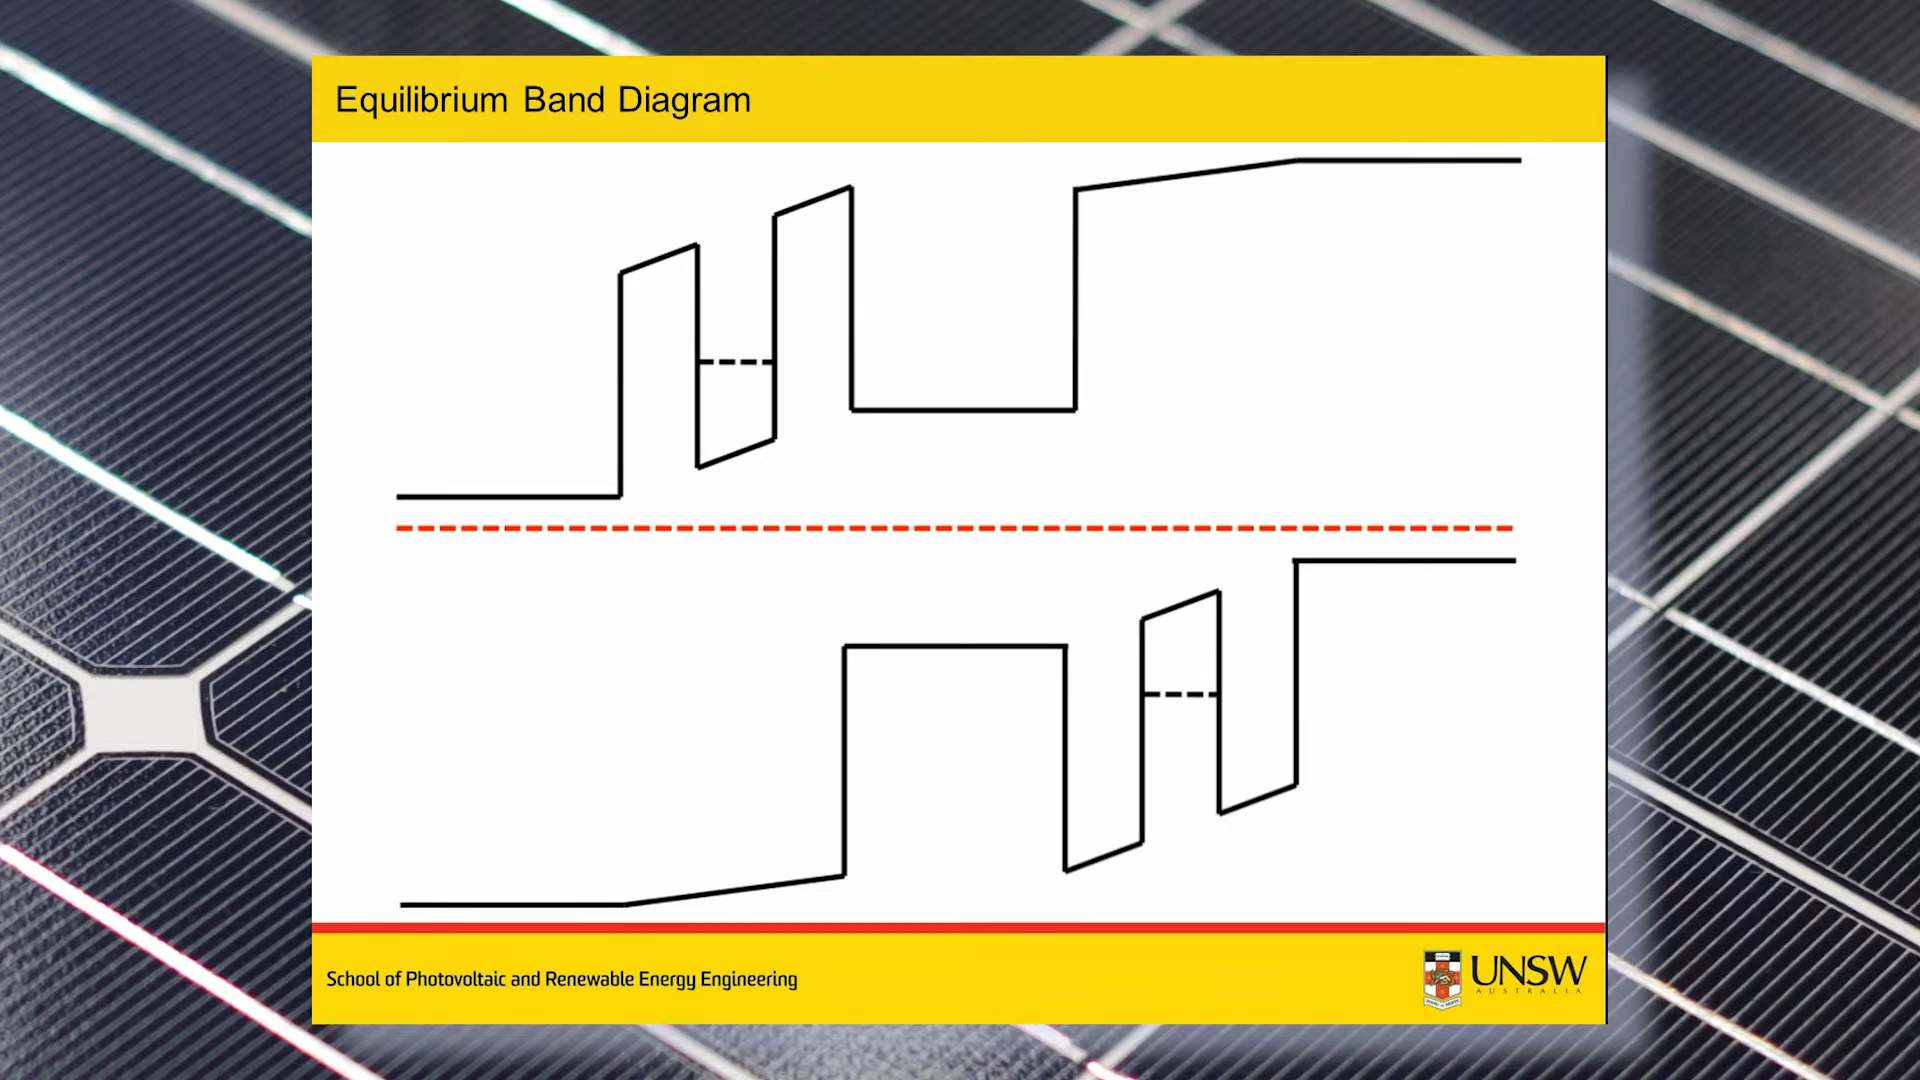 Equilibrium Band Diagram
School of Photovoltaic and Renewable Energy Engineering
UNSW
AUSTRALIA